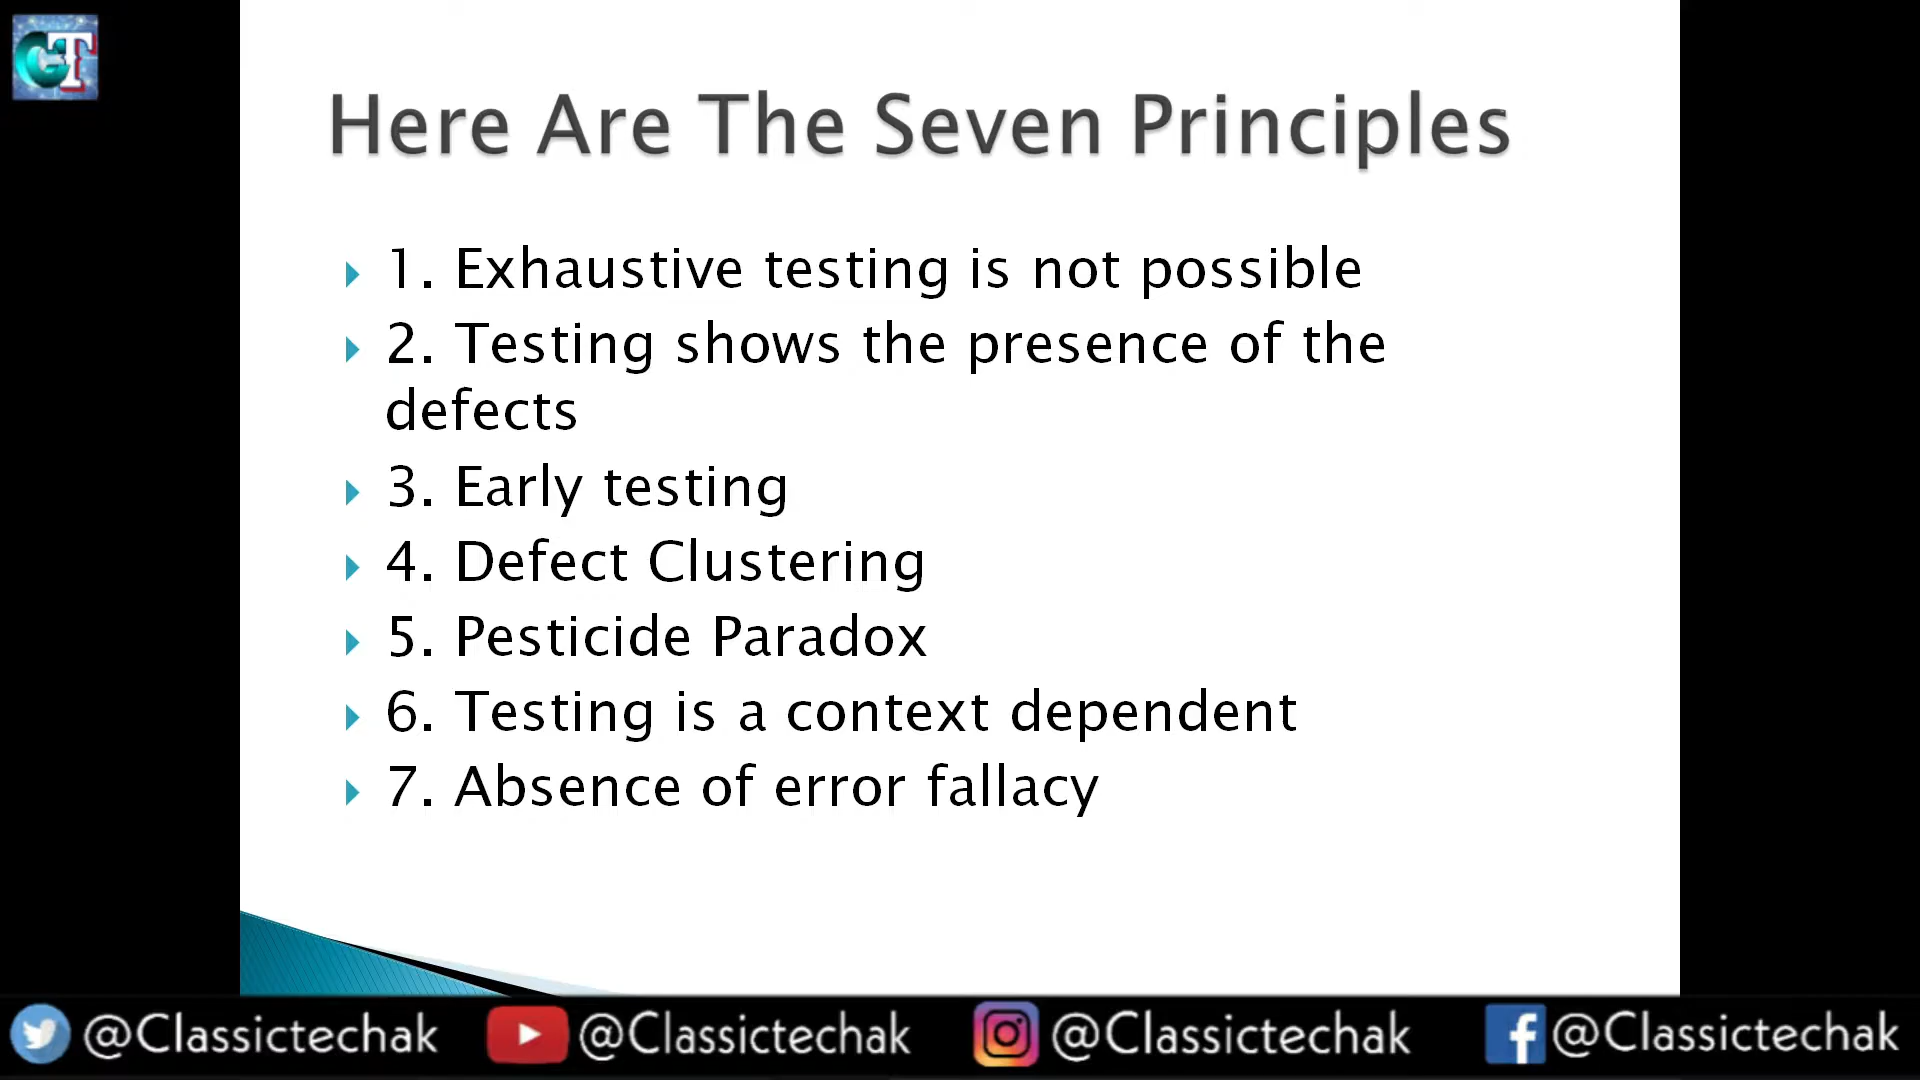 CT
Here Are The Seven Principles
1. Exhaustive testing is not possible
2. Testing shows the presence of the
defects
3. Early testing
4. Defect Clustering
5. Pesticide Paradox
6. Testing is a context dependent
7. Absence of error fallacy
@Classictechak @Classictechak @Classictechak @Classictechak